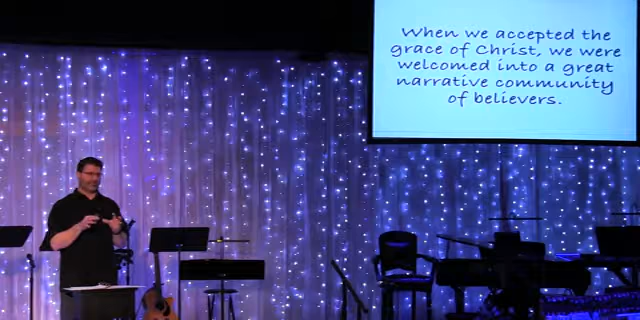 When we accepted the
grace of Christ, we were
welcomed into a great
narrative community
of believers.